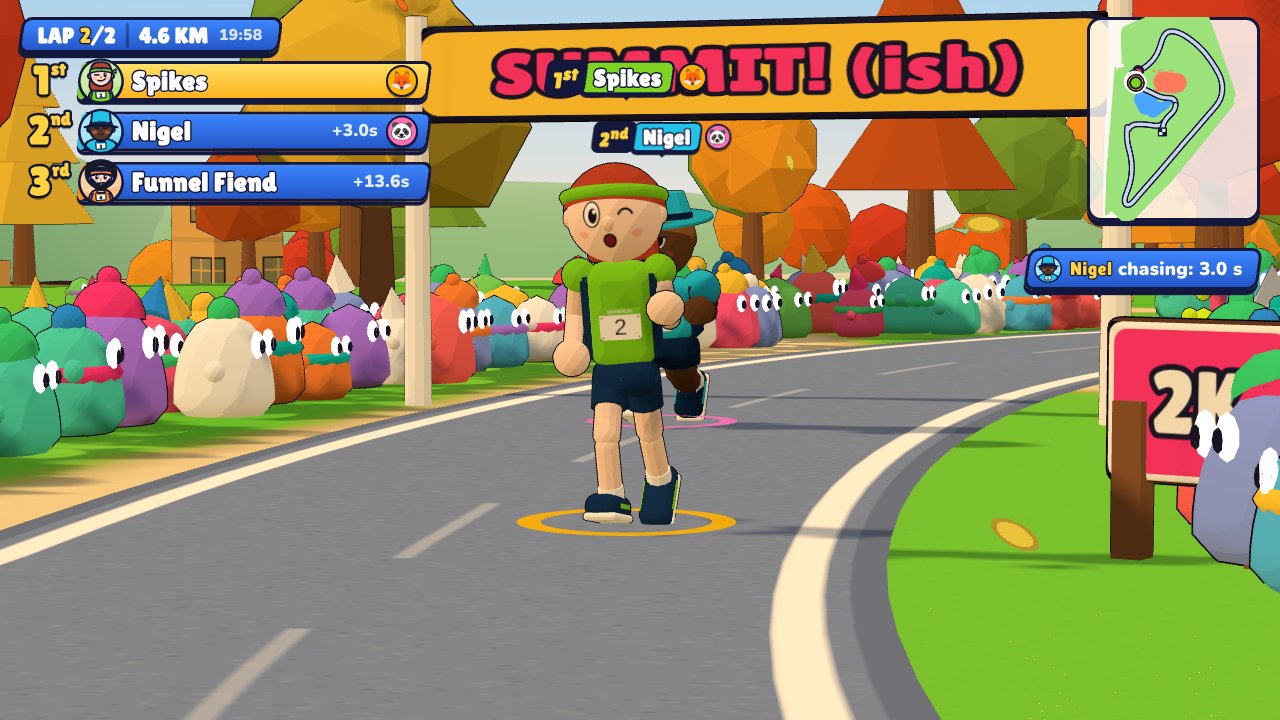 LAP 2/2 4.6 KM 19:58
1st Spikes
2nd Nigel +3.0s
3rd Funnel Fiend +13.6s
SUMMIT! (ish)
1st Spikes
2nd Nigel
Nigel chasing: 3.0 s
2K
2